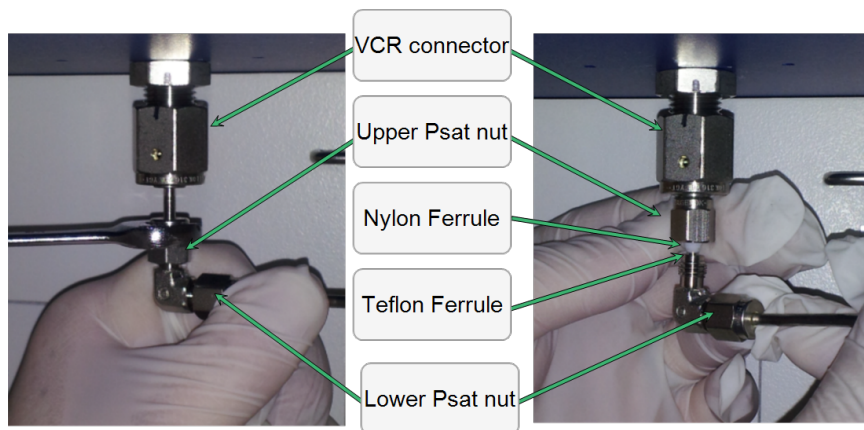 VCR connector
Upper Psat nut
Nylon Ferrule
Teflon Ferrule
Lower Psat nut